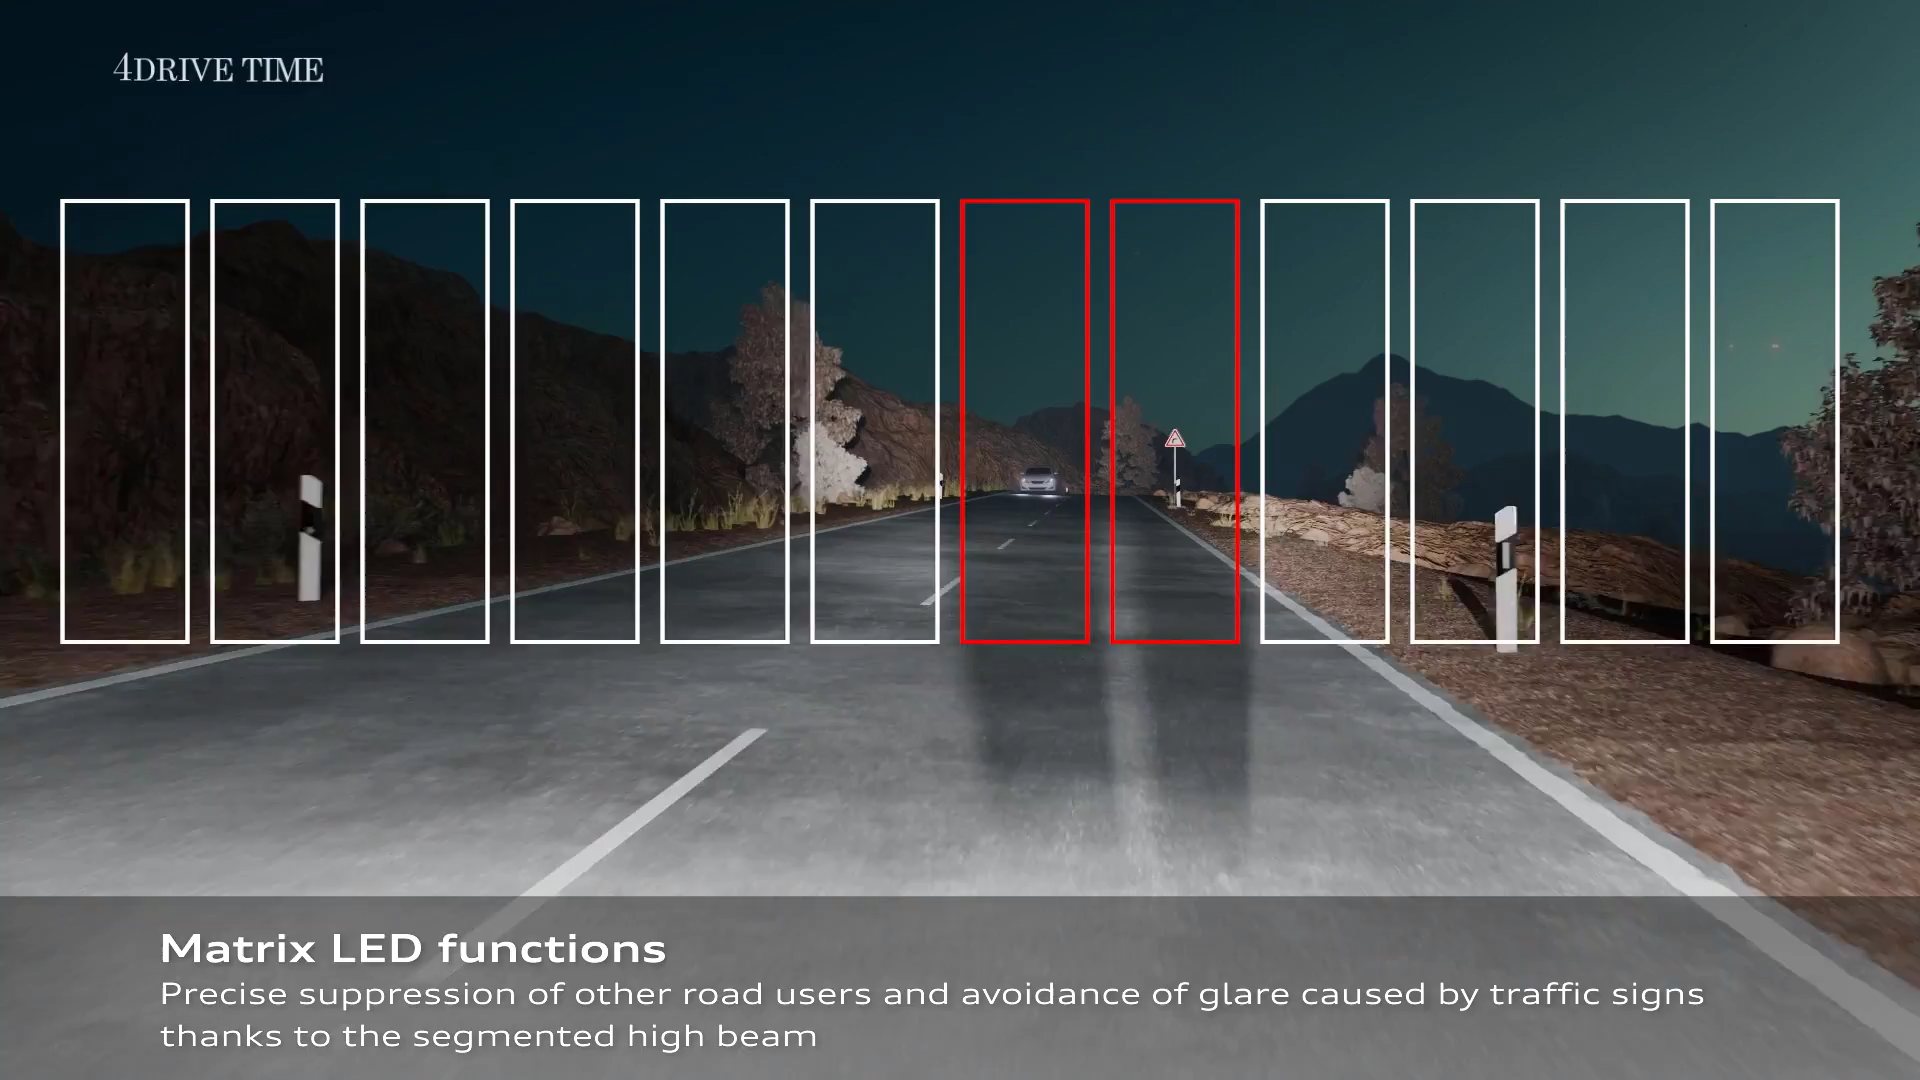 4DRIVE TIME
Matrix LED functions
Precise suppression of other road users and avoidance of glare caused by traffic signs
thanks to the segmented high beam